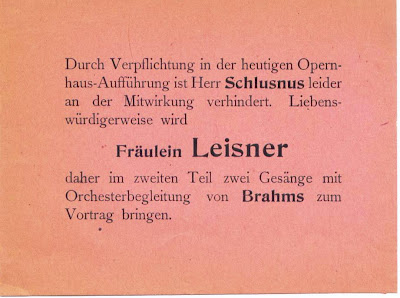 Durch Verpflichtung in der heutigen Opern-
haus-Aufführung ist Herr Schlusnus leider
an der Mitwirkung verhindert. Liebens-
würdigerweise wird
Fräulein Leisner
daher im zweiten Teil zwei Gesänge mit
Orchesterbegleitung von Brahms zum
Vortrag bringen.